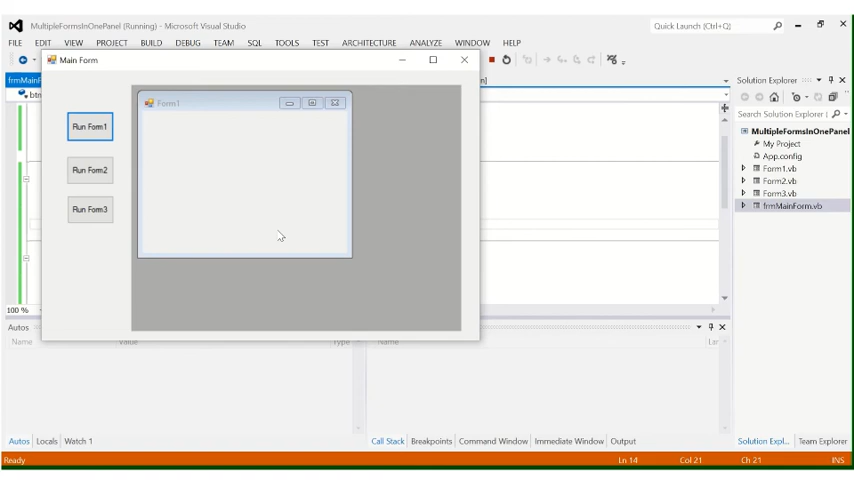 MultipleFormsInOnePanel (Running) - Microsoft Visual Studio
Quick Launch (Ctrl+Q)
FILE EDIT VIEW PROJECT BUILD DEBUG TEAM SQL TOOLS TEST ARCHITECTURE ANALYZE WINDOW HELP
Main Form
frmMainF
Solution Explorer
btn
Form1
Search Solution Explorer (Ctrl+;)
Run Form1
Run Form2
Run Form3
MultipleFormsInOnePanel
My Project
App.config
Form1.vb
Form2.vb
Form3.vb
frmMainForm.vb
100 %
Autos
Name Value Type
Name Lan
Autos Locals Watch 1
Call Stack Breakpoints Command Window Immediate Window Output
Solution Expl... Team Explorer
Ready Ln 14 Col 21 Ch 21 INS